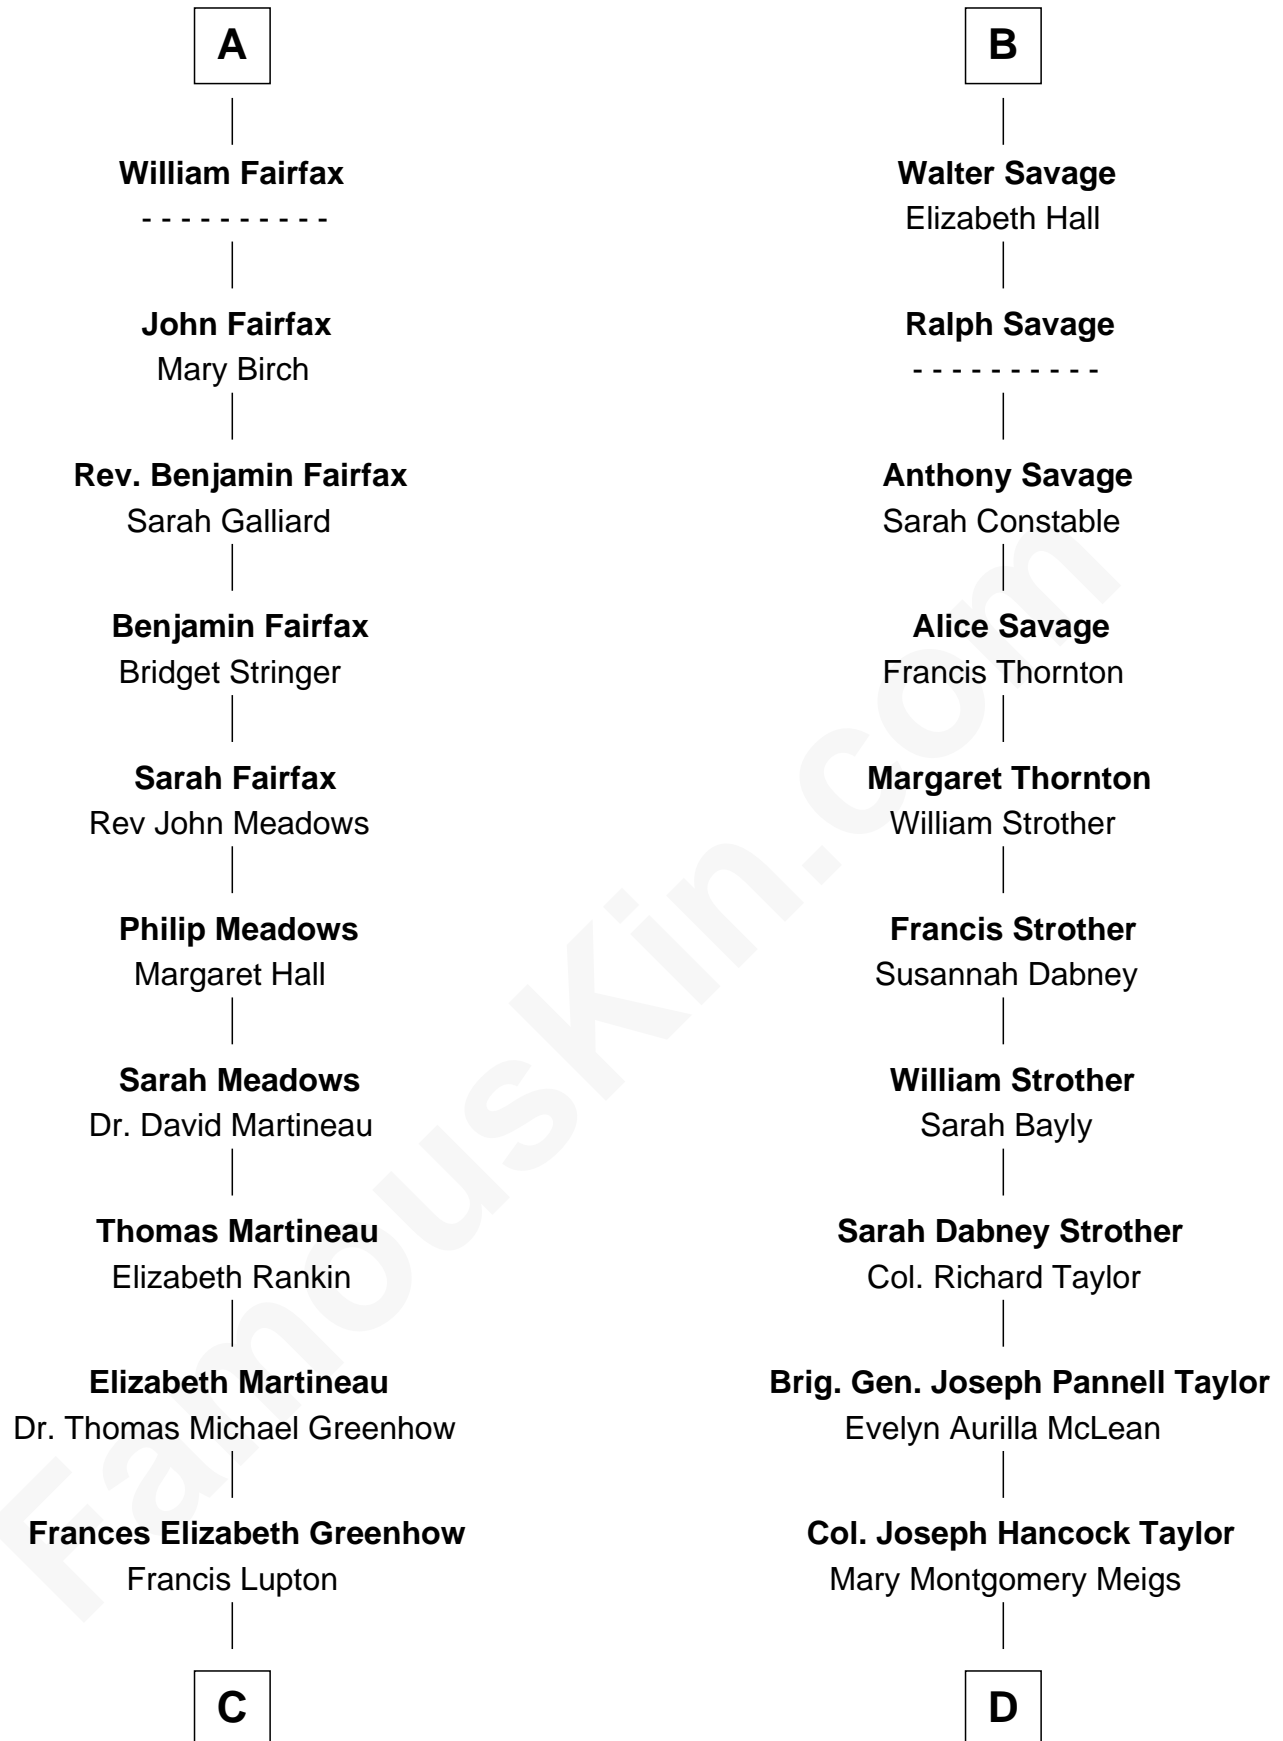 A
William Fairfax
- - - - - - - - - -
John Fairfax
Mary Birch
Rev. Benjamin Fairfax
Sarah Galliard
Benjamin Fairfax
Bridget Stringer
Sarah Fairfax
Rev John Meadows
Philip Meadows
Margaret Hall
Sarah Meadows
Dr. David Martineau
Thomas Martineau
Elizabeth Rankin
Elizabeth Martineau
Dr. Thomas Michael Greenhow
Frances Elizabeth Greenhow
Francis Lupton
C
B
Walter Savage
Elizabeth Hall
Ralph Savage
- - - - - - - - - -
Anthony Savage
Sarah Constable
Alice Savage
Francis Thornton
Margaret Thornton
William Strother
Francis Strother
Susannah Dabney
William Strother
Sarah Bayly
Sarah Dabney Strother
Col. Richard Taylor
Brig. Gen. Joseph Pannell Taylor
Evelyn Aurilla McLean
Col. Joseph Hancock Taylor
Mary Montgomery Meigs
D
FamousKin.com